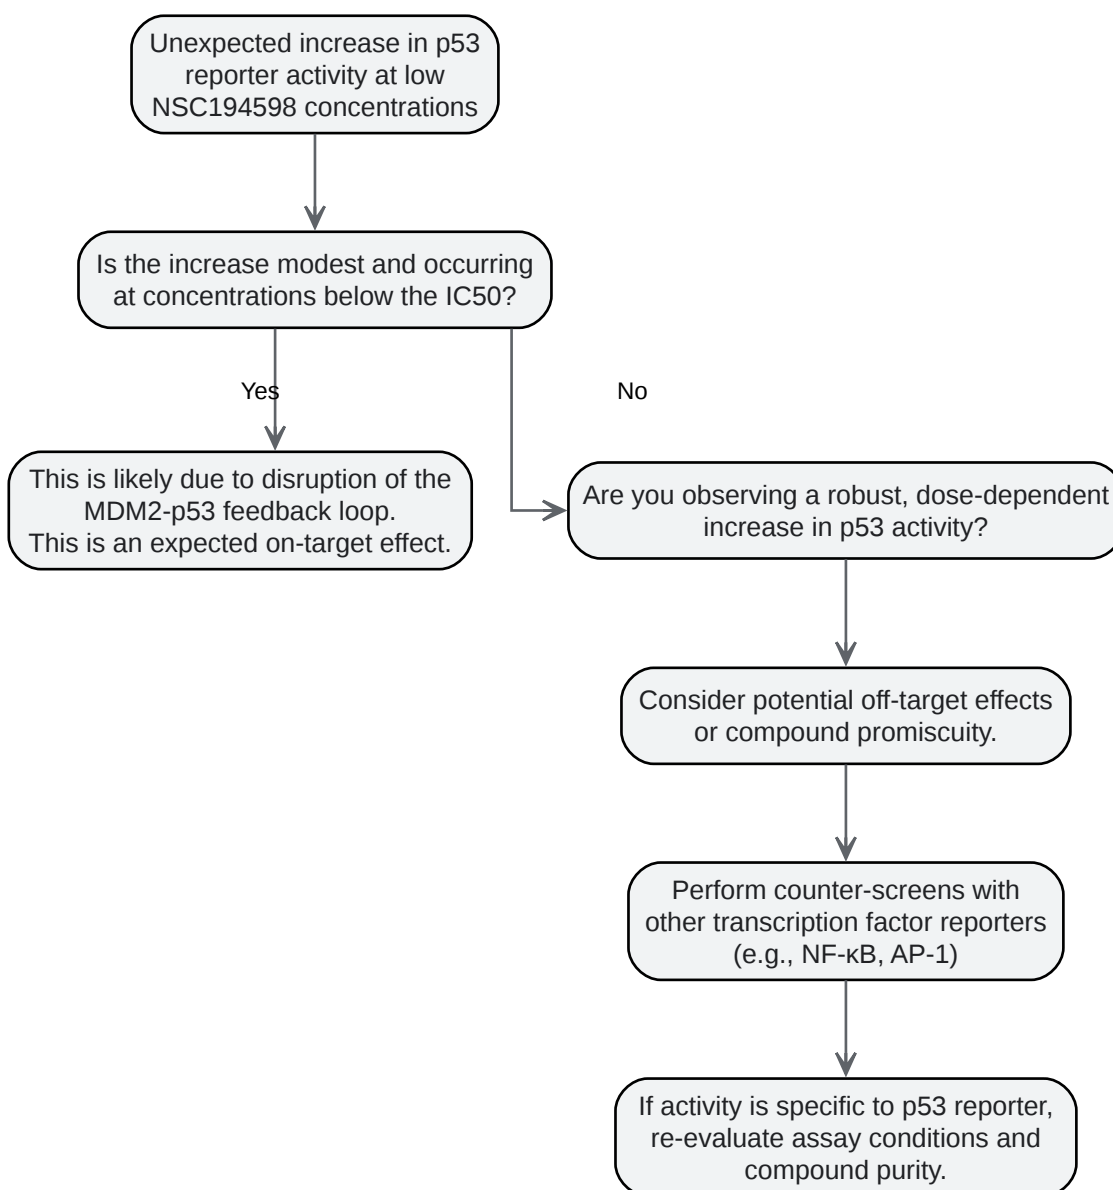 Unexpected increase in p53
reporter activity at low
NSC194598 concentrations
Is the increase modest and occurring
at concentrations below the IC50?
Yes
No
This is likely due to disruption of the
MDM2-p53 feedback loop.
This is an expected on-target effect.
Are you observing a robust, dose-dependent
increase in p53 activity?
Consider potential off-target effects
or compound promiscuity.
Perform counter-screens with
other transcription factor reporters
(e.g., NF-κB, AP-1)
If activity is specific to p53 reporter,
re-evaluate assay conditions and
compound purity.